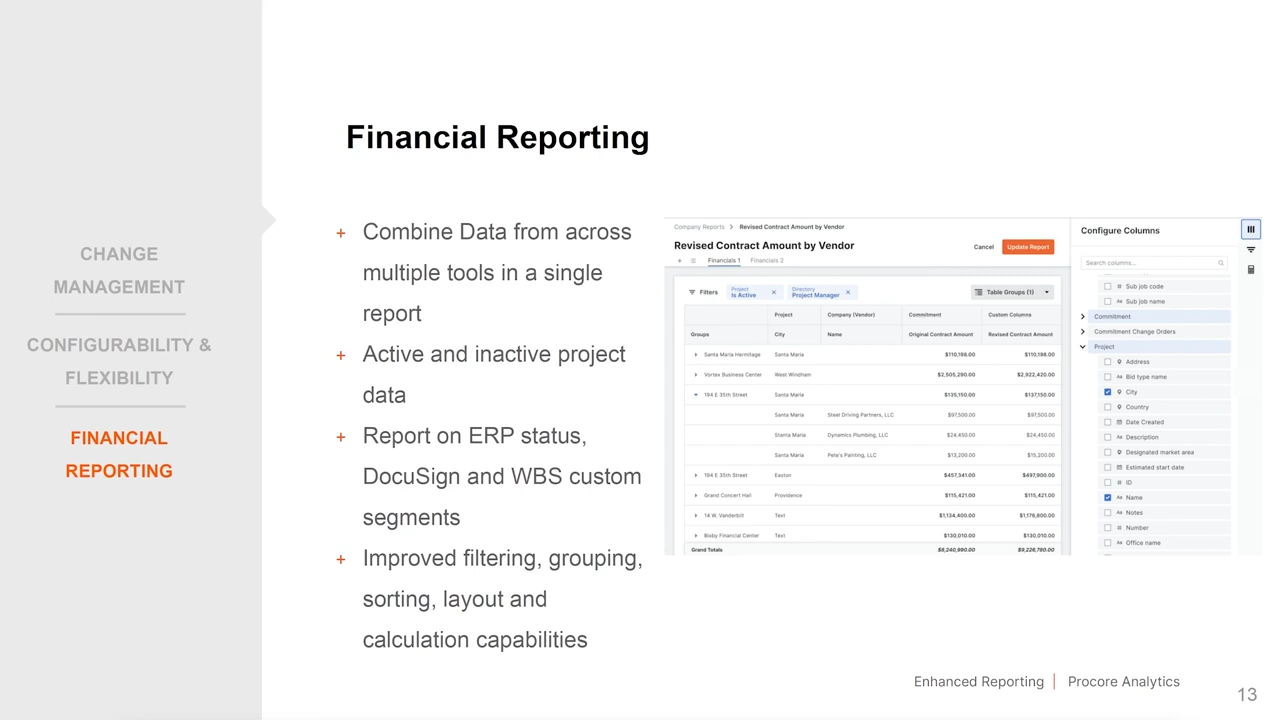 CHANGE
MANAGEMENT
CONFIGURABILITY &
FLEXIBILITY
FINANCIAL
REPORTING
Financial Reporting
+ Combine Data from across
multiple tools in a single
report
+ Active and inactive project
data
+ Report on ERP status,
DocuSign and WBS custom
segments
+ Improved filtering, grouping,
sorting, layout and
calculation capabilities
Company Reports > Revised Contract Amount by Vendor
Revised Contract Amount by Vendor
Cancel Update Report
+ Financials 1 Financials 2
Filters
Project
Is Active
Directory
Project Manager
Table Groups (1)
Project Company (Vendor) Commitment Custom Columns
Groups City Name Original Contract Amount Revised Contract Amount
Santa Maria Hermitage Santa Maria $110,198.00 $110,198.00
Vortex Business Center West Windham $2,505,290.00 $2,922,420.00
194 E 35th Street Santa Maria $135,150.00 $137,150.00
Santa Maria Steel Driving Partners, LLC $97,500.00 $97,500.00
Stanta Maria Dynamics Plumbing, LLC $24,450.00 $24,450.00
Santa Maria Pete's Painting, LLC $13,200.00 $15,200.00
194 E 35th Street Easton $457,341.00 $497,900.00
Grand Concert Hall Providence $115,421.00 $115,421.00
14 W. Vanderbilt Text $1,134,400.00 $1,176,800.00
Bixby Financial Center Text $130,010.00 $130,010.00
Grand Totals $8,240,990.00 $9,226,780.00
Configure Columns
Search columns...
# Sub job code
Aa Sub job name
Commitment
Commitment Change Orders
Project
Address
Aa Bid type name
City
Country
Date Created
Aa Description
Designated market area
Estimated start date
# ID
Aa Name
Aa Notes
# Number
Aa Office name
Enhanced Reporting | Procore Analytics
13